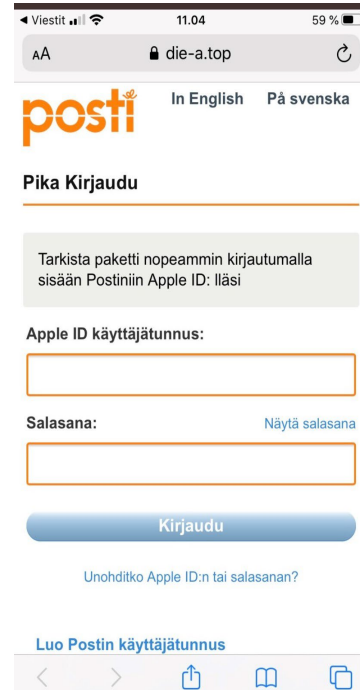 ◀ Viestit 11.04 59 %
AA die-a.top
posti In English På svenska
Pika Kirjaudu
Tarkista paketti nopeammin kirjautumalla
sisään Postiniin Apple ID: lläsi
Apple ID käyttäjätunnus:
Salasana: Näytä salasana
Kirjaudu
Unohditko Apple ID:n tai salasanan?
Luo Postin käyttäjätunnus